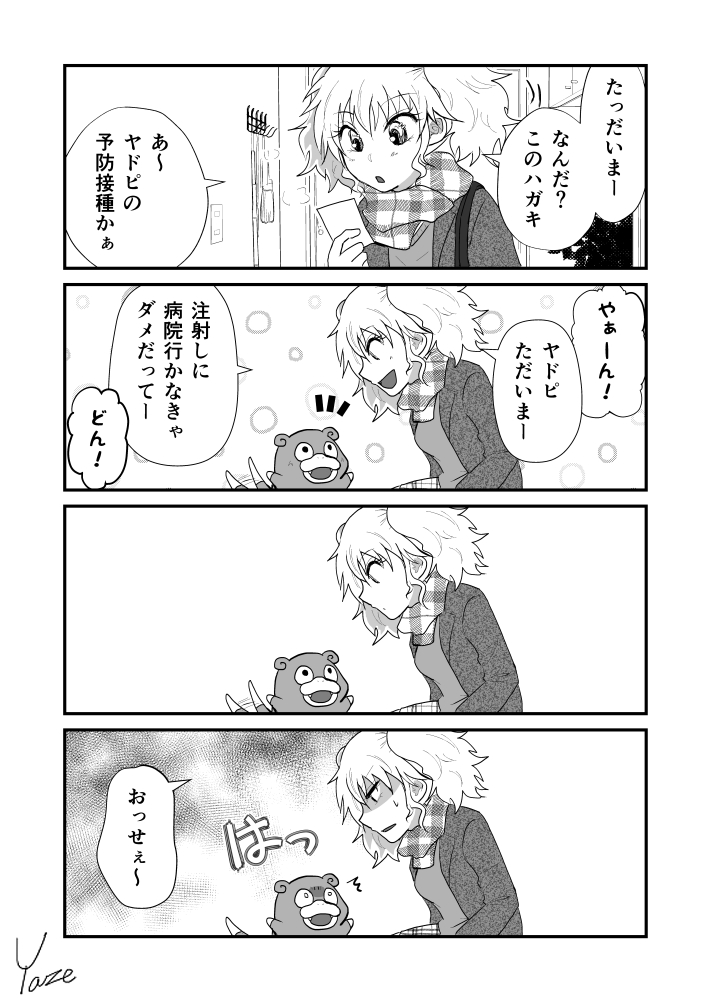 たっだいまー
なんだ?
このハガキ
あ〜
ヤドピの
予防接種かぁ
やぁーん!
ヤドピ
ただいまー
注射しに
病院行かなきゃ
ダメだってー
どん!
はっ
おっせぇ〜
Yaze